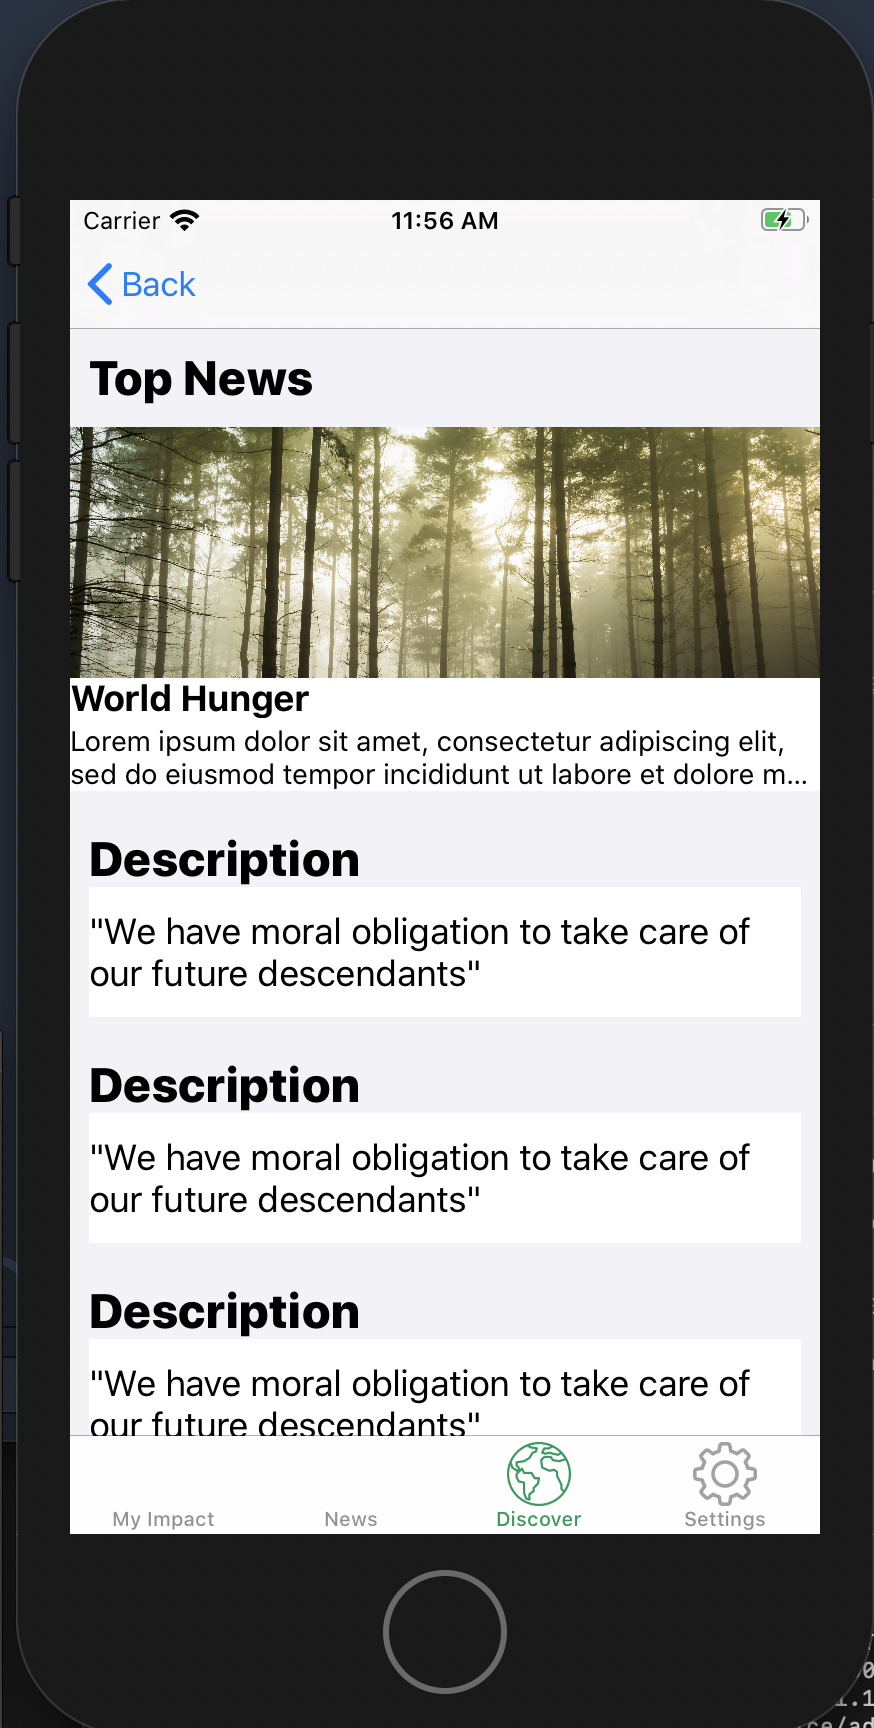 Carrier 11:56 AM
Back
Top News
World Hunger
Lorem ipsum dolor sit amet, consectetur adipiscing elit,
sed do eiusmod tempor incididunt ut labore et dolore m...
Description
"We have moral obligation to take care of
our future descendants"
Description
"We have moral obligation to take care of
our future descendants"
Description
"We have moral obligation to take care of
our future descendants"
My Impact News Discover Settings